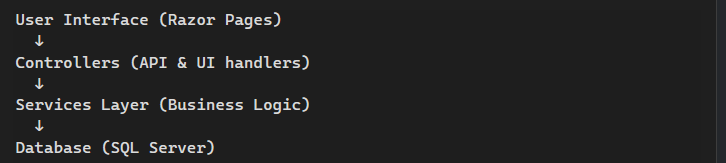 User Interface (Razor Pages)
↓
Controllers (API & UI handlers)
↓
Services Layer (Business Logic)
↓
Database (SQL Server)